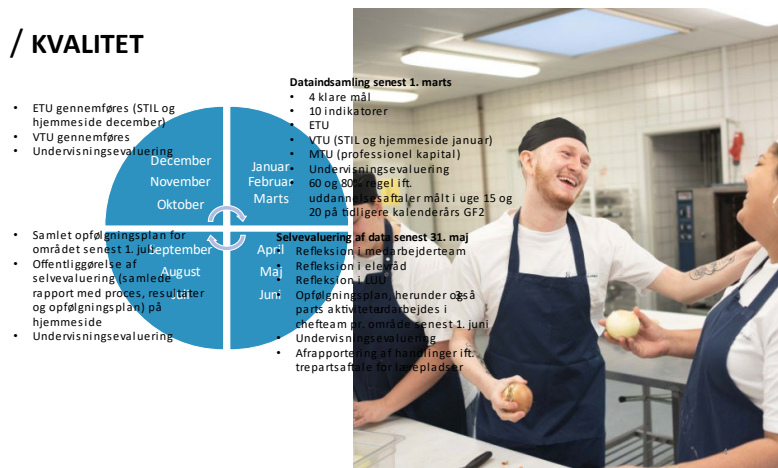 / KVALITET
• ETU gennemføres (STIL og
hjemmeside december)
• VTU gennemføres
• Undervisningsevaluering
December
November
Oktober
Januar
Februar
Marts
Dataindsamling senest 1. marts
• 4 klare mål
• 10 indikatorer
• ETU
• VTU (STIL og hjemmeside januar)
• MTU (professionel kapital)
• Undervisningsevaluering
• 60 og 80% regel ift.
uddannelsesaftaler målt i uge 15 og
20 på tidligere kalenderårs GF2
• Samlet opfølgningsplan for
området senest 1. juli
• Offentliggørelse af
selvevaluering (samlede
rapport med proces, resultater
og opfølgningsplan) på
hjemmeside
• Undervisningsevaluering
September
August
Juli
April
Maj
Juni
Selvevaluering af data senest 31. maj
• Refleksion i medarbejderteam
• Refleksion i elevråd
• Refleksion i LUU
• Opfølgningsplan, herunder også
parts aktiviteter udarbejdes i
chefteam pr. område senest 1. juni
• Undervisningsevaluering
• Afrapportering af handlinger ift.
trepartsaftale for lærepladser